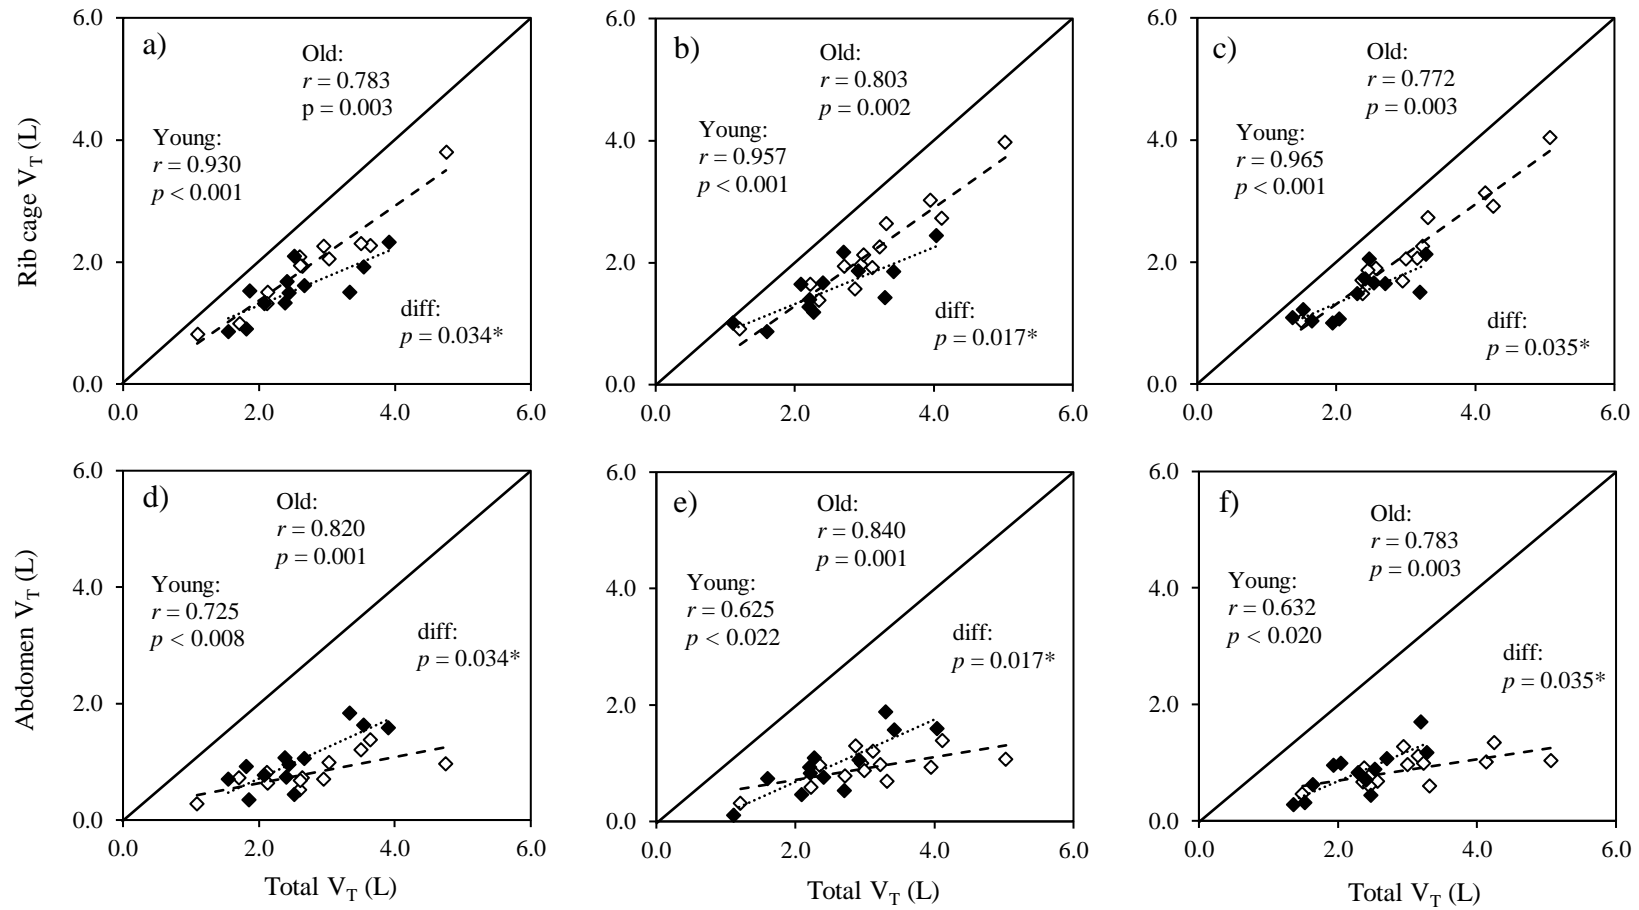 Rib cage V_T (L)
a)
Old:
r = 0.783
p = 0.003
Young:
r = 0.930
p < 0.001
diff:
p = 0.034*
6.0
4.0
2.0
0.0
0.0 2.0 4.0 6.0
b)
Old:
r = 0.803
p = 0.002
Young:
r = 0.957
p < 0.001
diff:
p = 0.017*
6.0
4.0
2.0
0.0
0.0 2.0 4.0 6.0
c)
Old:
r = 0.772
p = 0.003
Young:
r = 0.965
p < 0.001
diff:
p = 0.035*
6.0
4.0
2.0
0.0
0.0 2.0 4.0 6.0
Abdomen V_T (L)
d)
Old:
r = 0.820
p = 0.001
Young:
r = 0.725
p < 0.008
diff:
p = 0.034*
6.0
4.0
2.0
0.0
0.0 2.0 4.0 6.0
Total V_T (L)
e)
Old:
r = 0.840
p = 0.001
Young:
r = 0.625
p < 0.022
diff:
p = 0.017*
6.0
4.0
2.0
0.0
0.0 2.0 4.0 6.0
Total V_T (L)
f)
Old:
r = 0.783
p = 0.003
Young:
r = 0.632
p < 0.020
diff:
p = 0.035*
6.0
4.0
2.0
0.0
0.0 2.0 4.0 6.0
Total V_T (L)